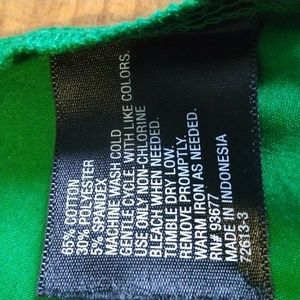 65% COTTON
30% POLYESTER
5% SPANDEX
MACHINE WASH COLD
GENTLE CYCLE, WITH LIKE COLORS.
USE ONLY NON-CHLORINE
BLEACH WHEN NEEDED.
TUMBLE DRY LOW.
REMOVE PROMPTLY.
WARM IRON AS NEEDED.
RN# 93677
MADE IN INDONESIA
72613-3